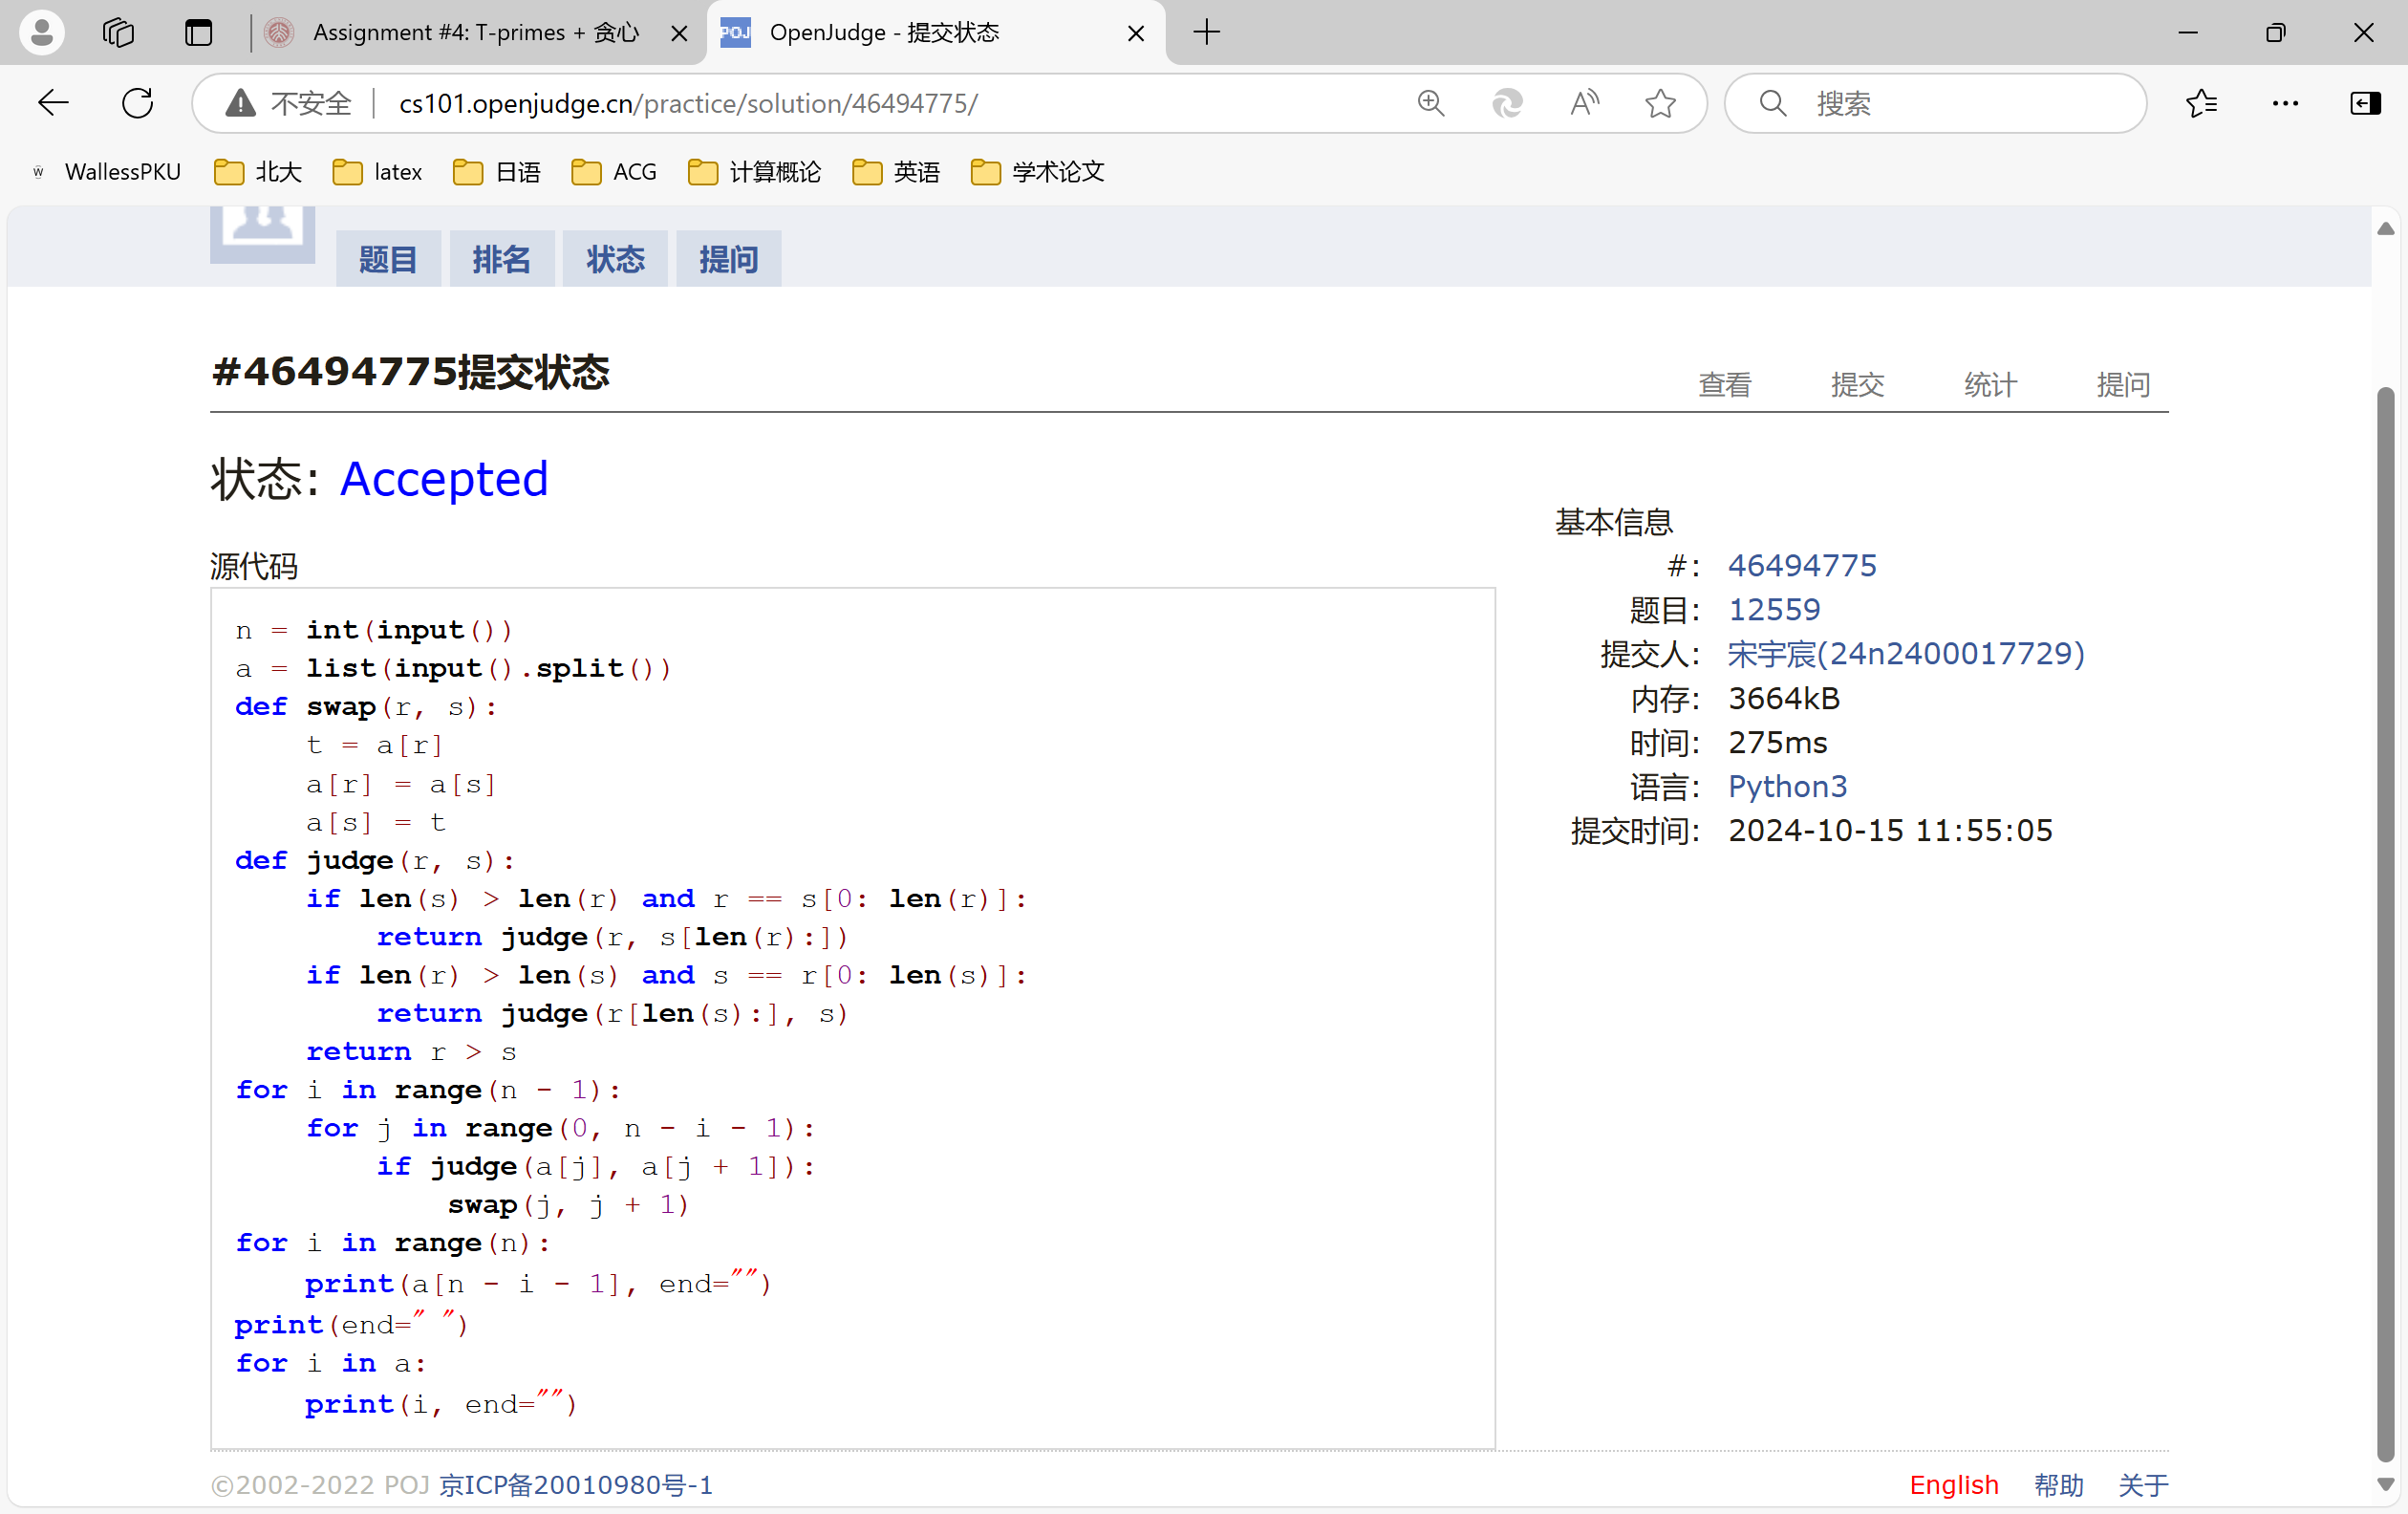 Assignment #4: T-primes + 贪心
OpenJudge - 提交状态
不安全
cs101.openjudge.cn/practice/solution/46494775/
搜索
WallessPKU 北大 latex 日语 ACG 计算概论 英语 学术论文
题目 排名 状态 提问
#46494775提交状态
查看 提交 统计 提问
状态: Accepted
源代码
n = int(input())
a = list(input().split())
def swap(r, s):
    t = a[r]
    a[r] = a[s]
    a[s] = t
def judge(r, s):
    if len(s) > len(r) and r == s[0: len(r)]:
        return judge(r, s[len(r):])
    if len(r) > len(s) and s == r[0: len(s)]:
        return judge(r[len(s):], s)
    return r > s
for i in range(n - 1):
    for j in range(0, n - i - 1):
        if judge(a[j], a[j + 1]):
            swap(j, j + 1)
for i in range(n):
    print(a[n - i - 1], end="")
print(end=" ")
for i in a:
    print(i, end="")
基本信息
#: 46494775
题目: 12559
提交人: 宋宇宸(24n2400017729)
内存: 3664kB
时间: 275ms
语言: Python3
提交时间: 2024-10-15 11:55:05
©2002-2022 POJ 京ICP备20010980号-1
English 帮助 关于